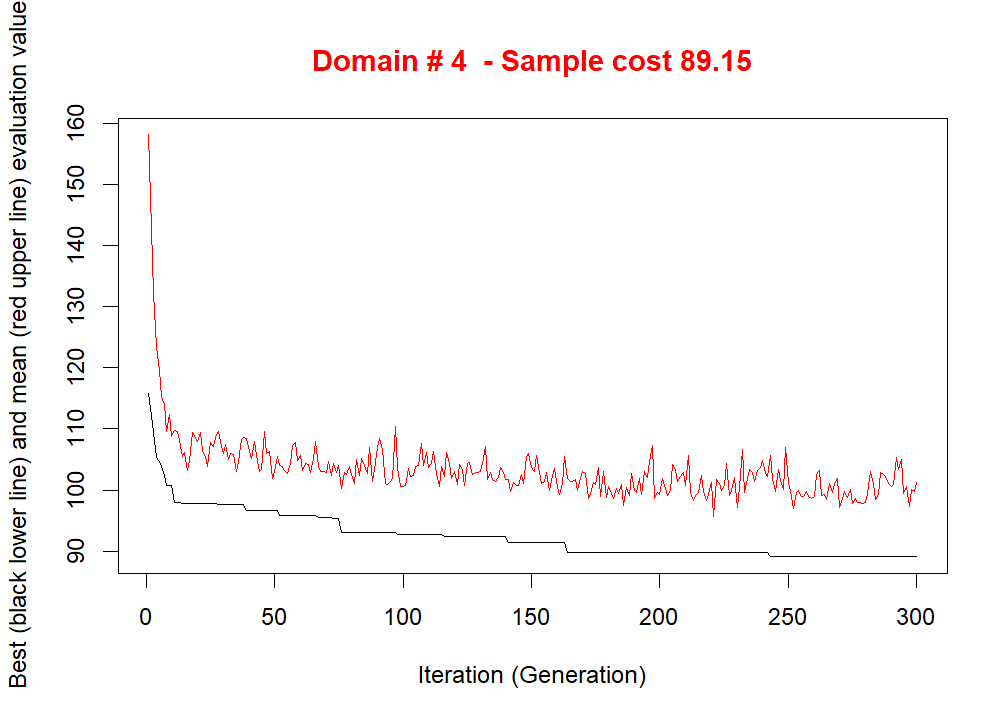 Domain # 4  - Sample cost 89.15
Best (black lower line) and mean (red upper line) evaluation value
160
150
140
130
120
110
100
90
0 50 100 150 200 250 300
Iteration (Generation)